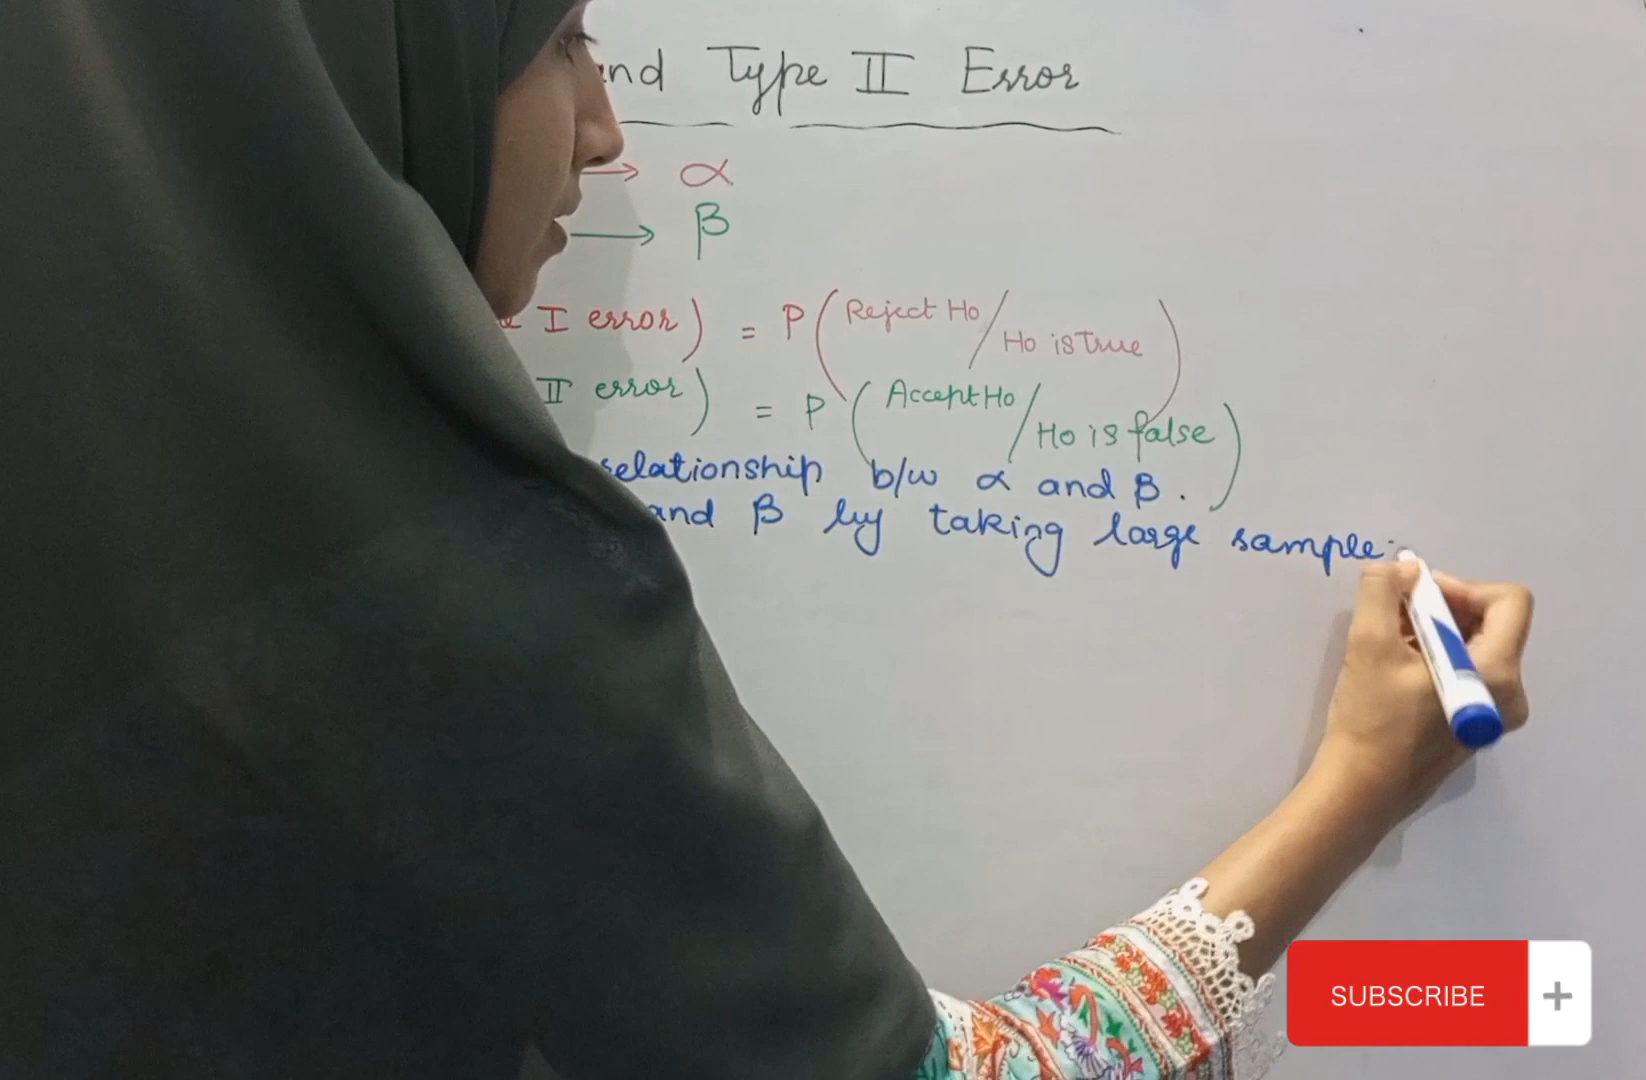 and Type II Error
→ α
→ β
I error) = P(Reject Ho/Ho is True)
II error) = P(Accept Ho/Ho is false)
relationship b/w α and β.
and β by taking large sample
SUBSCRIBE +